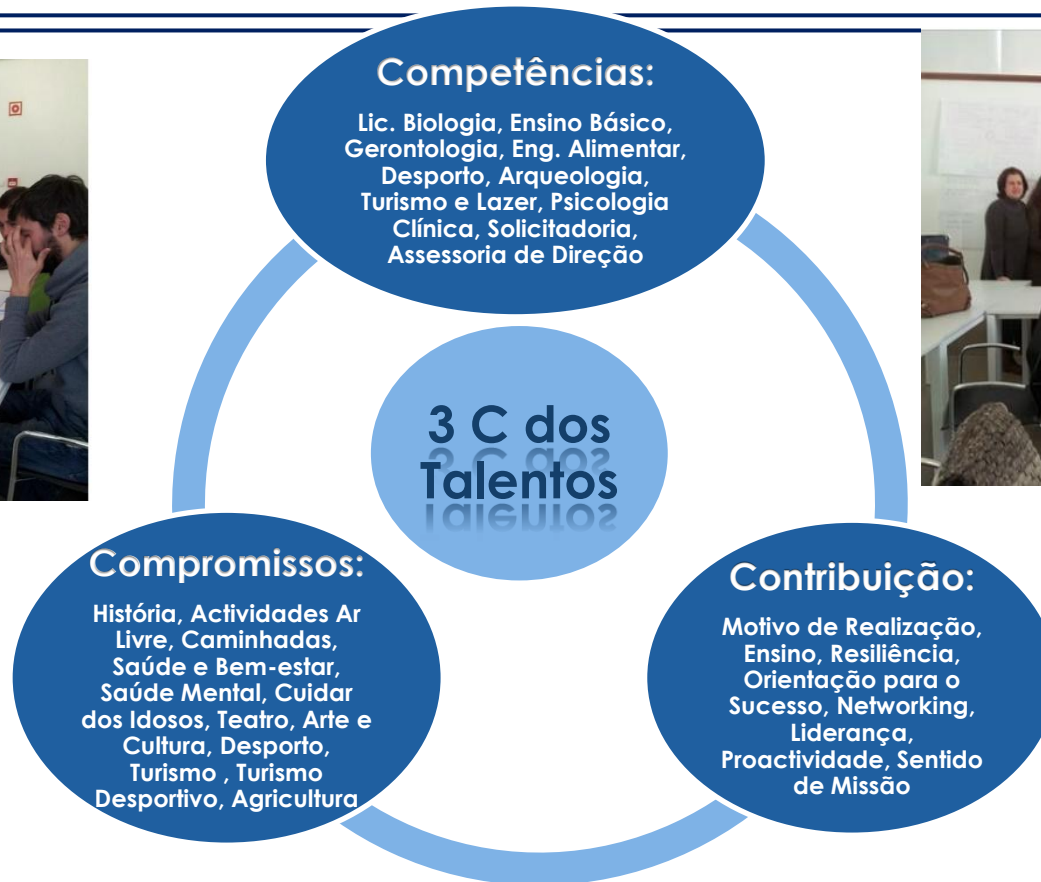 Competências:
Lic. Biologia, Ensino Básico,
Gerontologia, Eng. Alimentar,
Desporto, Arqueologia,
Turismo e Lazer, Psicologia
Clínica, Solicitadoria,
Assessoria de Direção
3 C dos
Talentos
Compromissos:
História, Actividades Ar
Livre, Caminhadas,
Saúde e Bem-estar,
Saúde Mental, Cuidar
dos Idosos, Teatro, Arte e
Cultura, Desporto,
Turismo , Turismo
Desportivo, Agricultura
Contribuição:
Motivo de Realização,
Ensino, Resiliência,
Orientação para o
Sucesso, Networking,
Liderança,
Proactividade, Sentido
de Missão